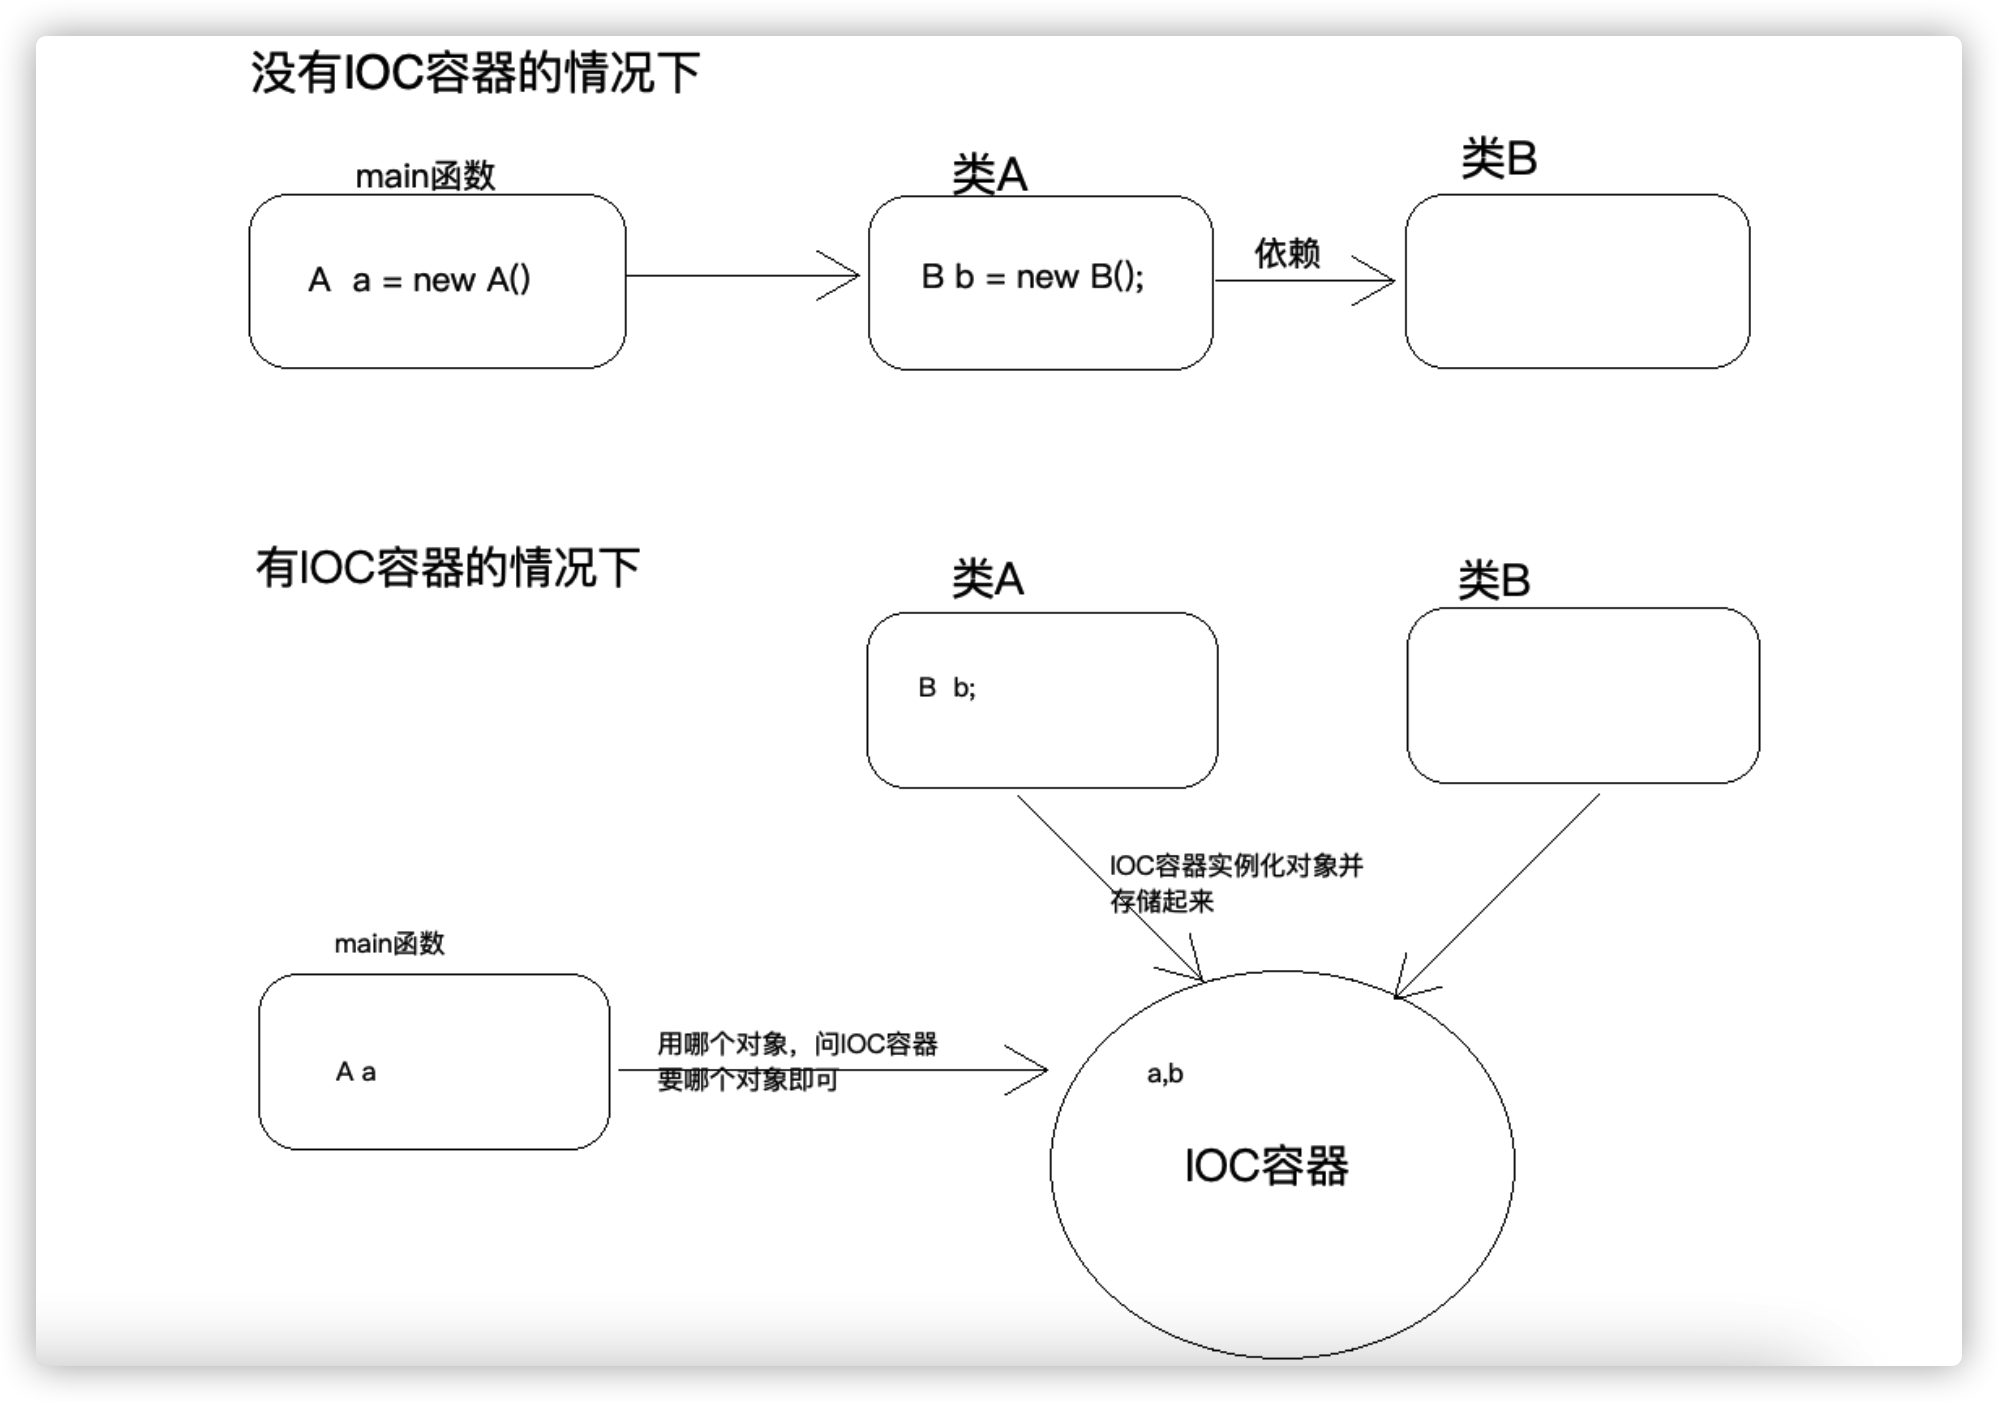 没有IOC容器的情况下
main函数
类A
类B
A a = new A()
B b = new B();
依赖
有IOC容器的情况下
类A
类B
B b;
IOC容器实例化对象并
存储起来
main函数
A a
用哪个对象，问IOC容器
要哪个对象即可
a,b
IOC容器